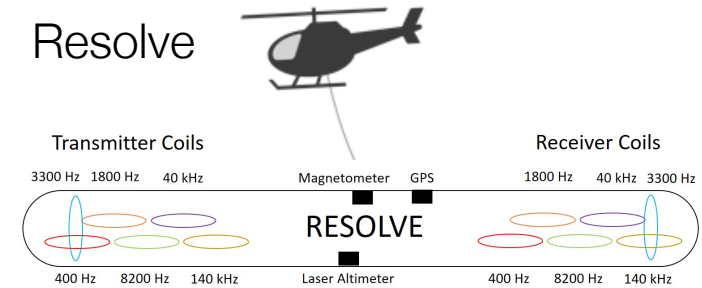 Resolve
Transmitter Coils
Receiver Coils
3300 Hz 1800 Hz 40 kHz
Magnetometer GPS
1800 Hz 40 kHz 3300 Hz
RESOLVE
400 Hz 8200 Hz 140 kHz
Laser Altimeter
400 Hz 8200 Hz 140 kHz